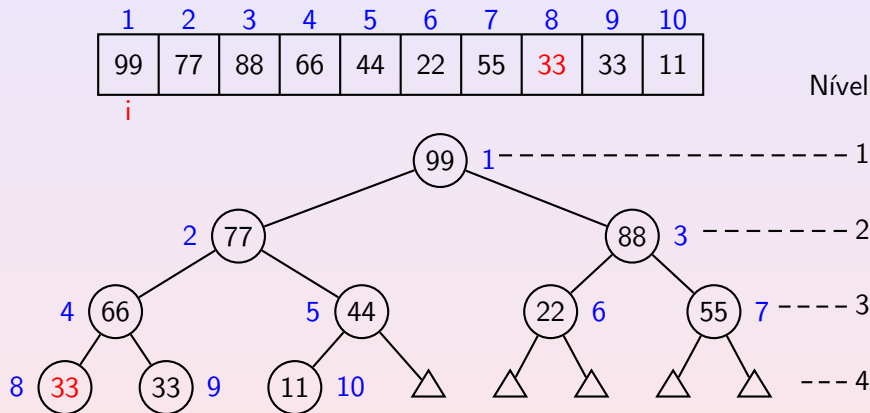 1 2 3 4 5 6 7 8 9 10
99 77 88 66 44 22 55 33 33 11
Nível
i
99 1 1
2 77 88 3 2
4 66 5 44 22 6 55 7 3
8 33 33 9 11 10 4